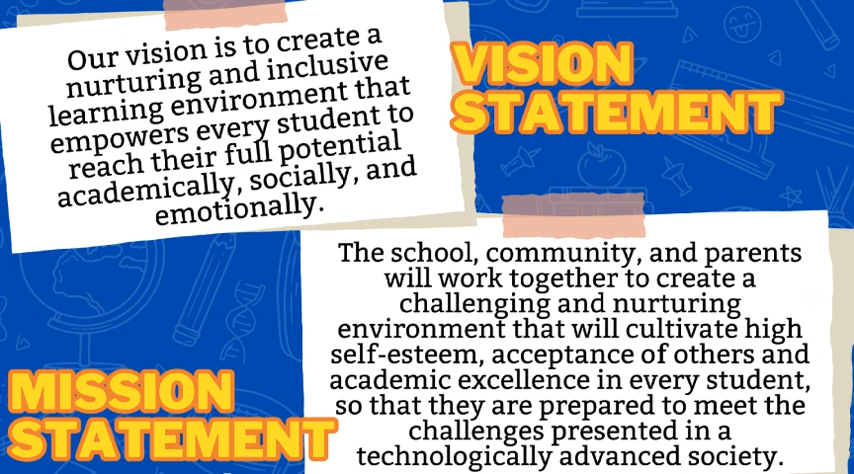 Our vision is to create a
nurturing and inclusive
learning environment that
empowers every student to
reach their full potential
academically, socially, and
emotionally.
VISION
STATEMENT
The school, community, and parents
will work together to create a
challenging and nurturing
environment that will cultivate high
self-esteem, acceptance of others and
academic excellence in every student,
so that they are prepared to meet the
challenges presented in a
technologically advanced society.
MISSION
STATEMENT